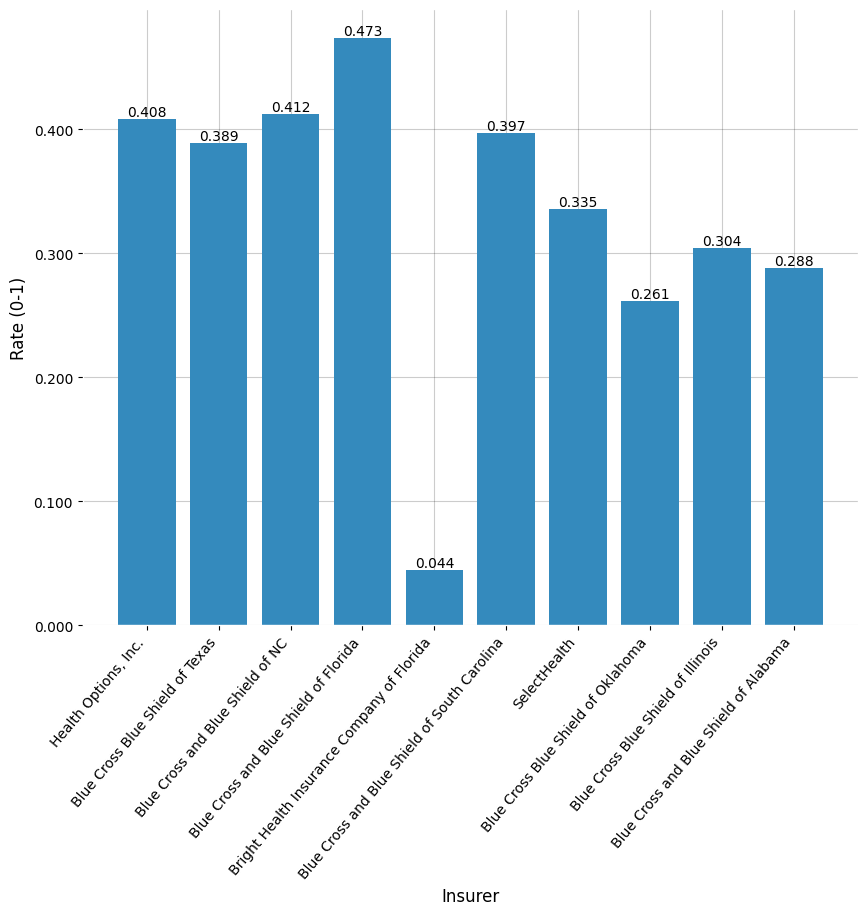 0.473
0.408
0.412
0.389
0.397
0.335
0.304
0.288
0.261
0.044
0.400
0.300
0.200
0.100
0.000
Rate (0-1)
Health Options, Inc.
Blue Cross Blue Shield of Texas
Blue Cross and Blue Shield of NC
Blue Cross and Blue Shield of Florida
Bright Health Insurance Company of Florida
Blue Cross and Blue Shield of South Carolina
SelectHealth
Blue Cross Blue Shield of Oklahoma
Blue Cross Blue Shield of Illinois
Blue Cross and Blue Shield of Alabama
Insurer